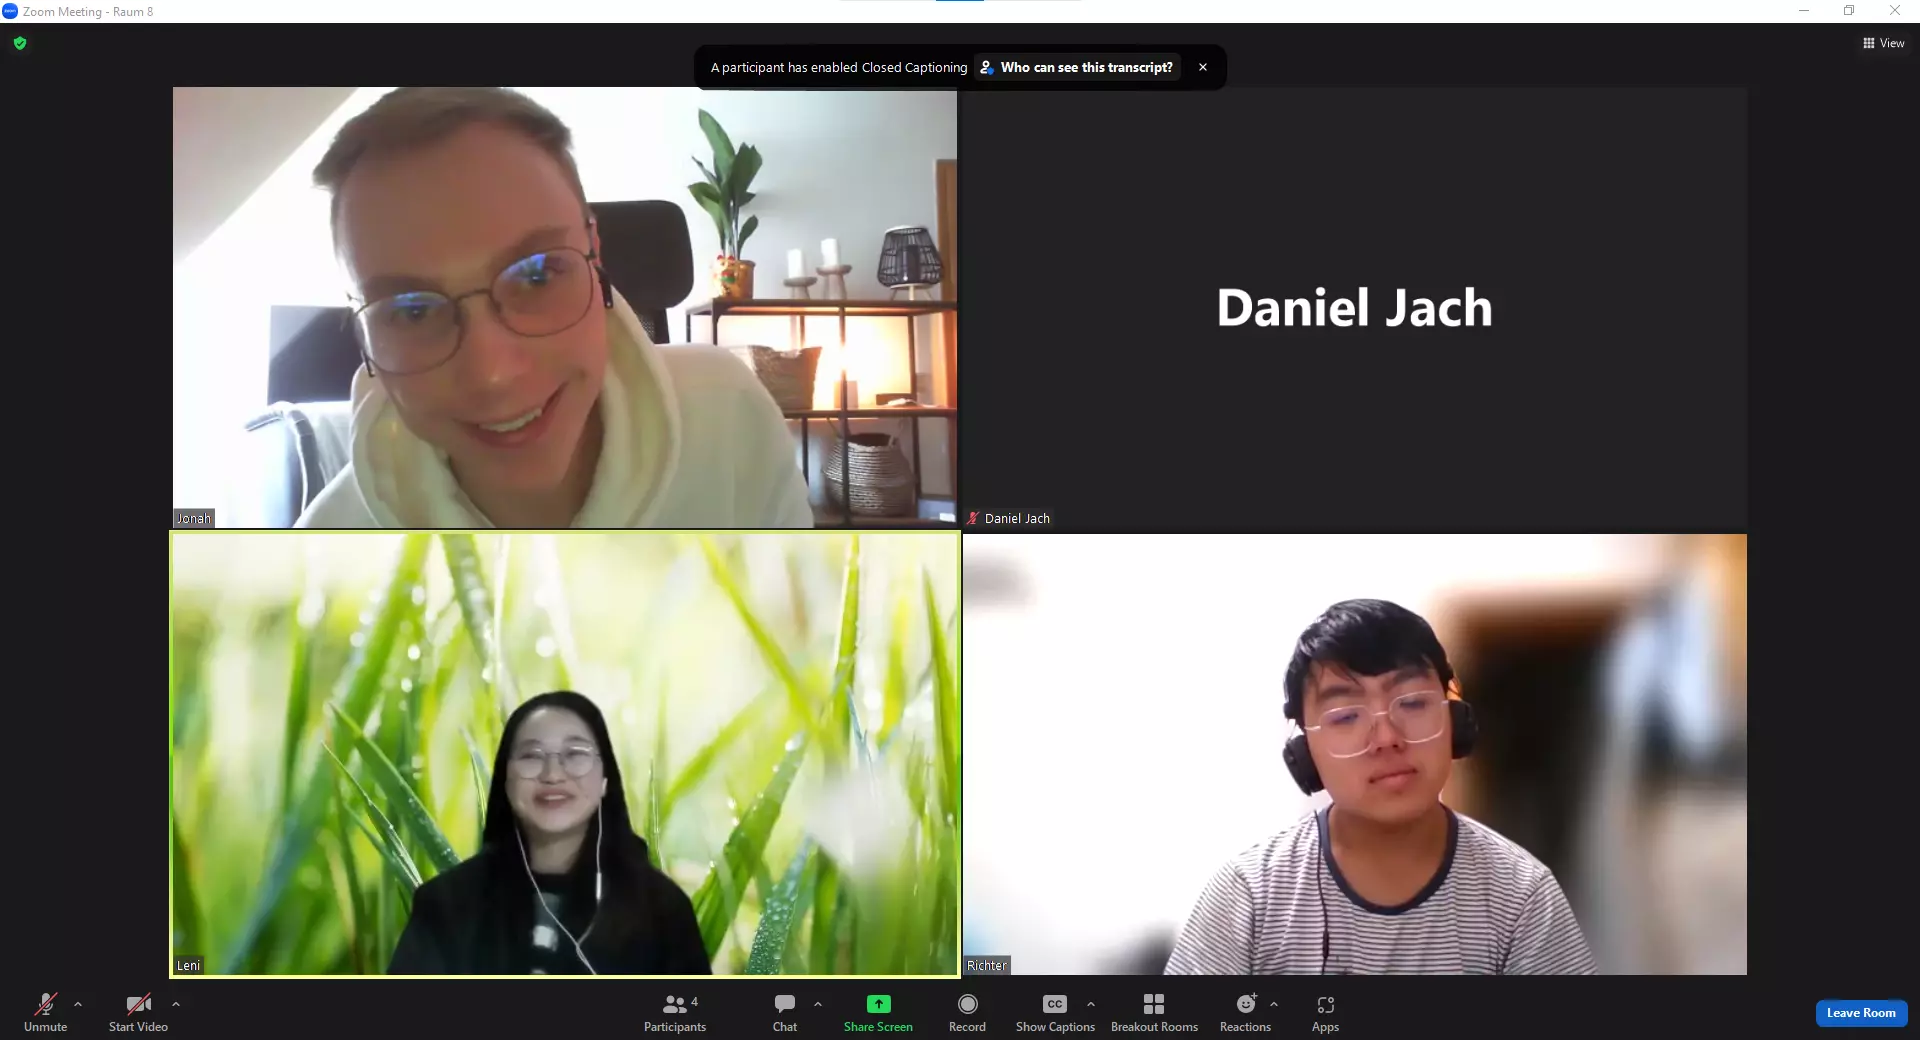 Zoom Meeting - Raum 8
View
A participant has enabled Closed Captioning Who can see this transcript?
Daniel Jach
Jonah
Daniel Jach
Leni
Richter
4
CC
Unmute
Start Video
Participants
Chat
Share Screen
Record
Show Captions
Breakout Rooms
Reactions
Apps
Leave Room